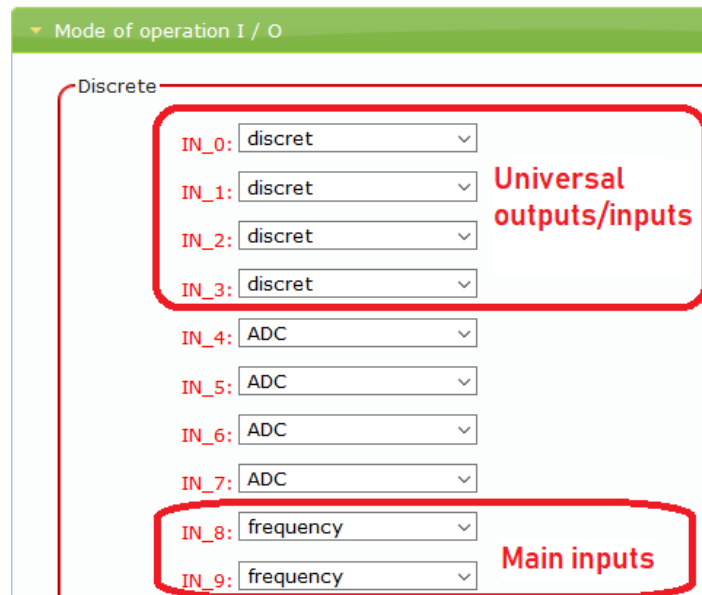 Mode of operation I / O
Discrete
IN_0: discret
IN_1: discret
Universal
outputs/inputs
IN_2: discret
IN_3: discret
IN_4: ADC
IN_5: ADC
IN_6: ADC
IN_7: ADC
IN_8: frequency
Main inputs
IN_9: frequency